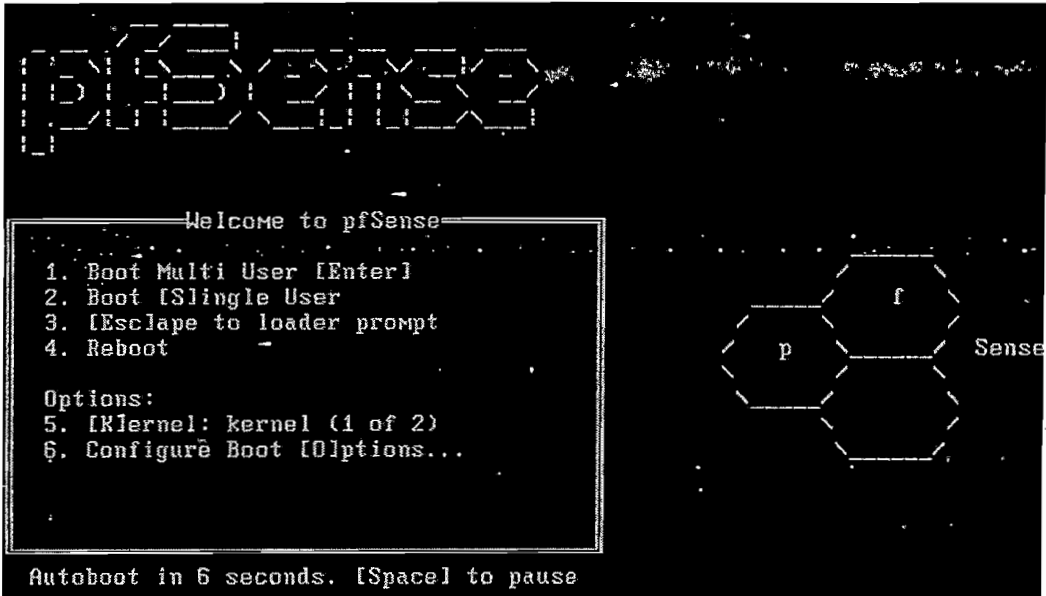 pfSense
Welcome to pfSense
1. Boot Multi User [Enter]
2. Boot [S]ingle User
3. [Esc]ape to loader prompt
4. Reboot
Options:
5. [K]ernel: kernel (1 of 2)
6. Configure Boot [O]ptions...
f
p
Sense
Autoboot in 6 seconds. [Space] to pause